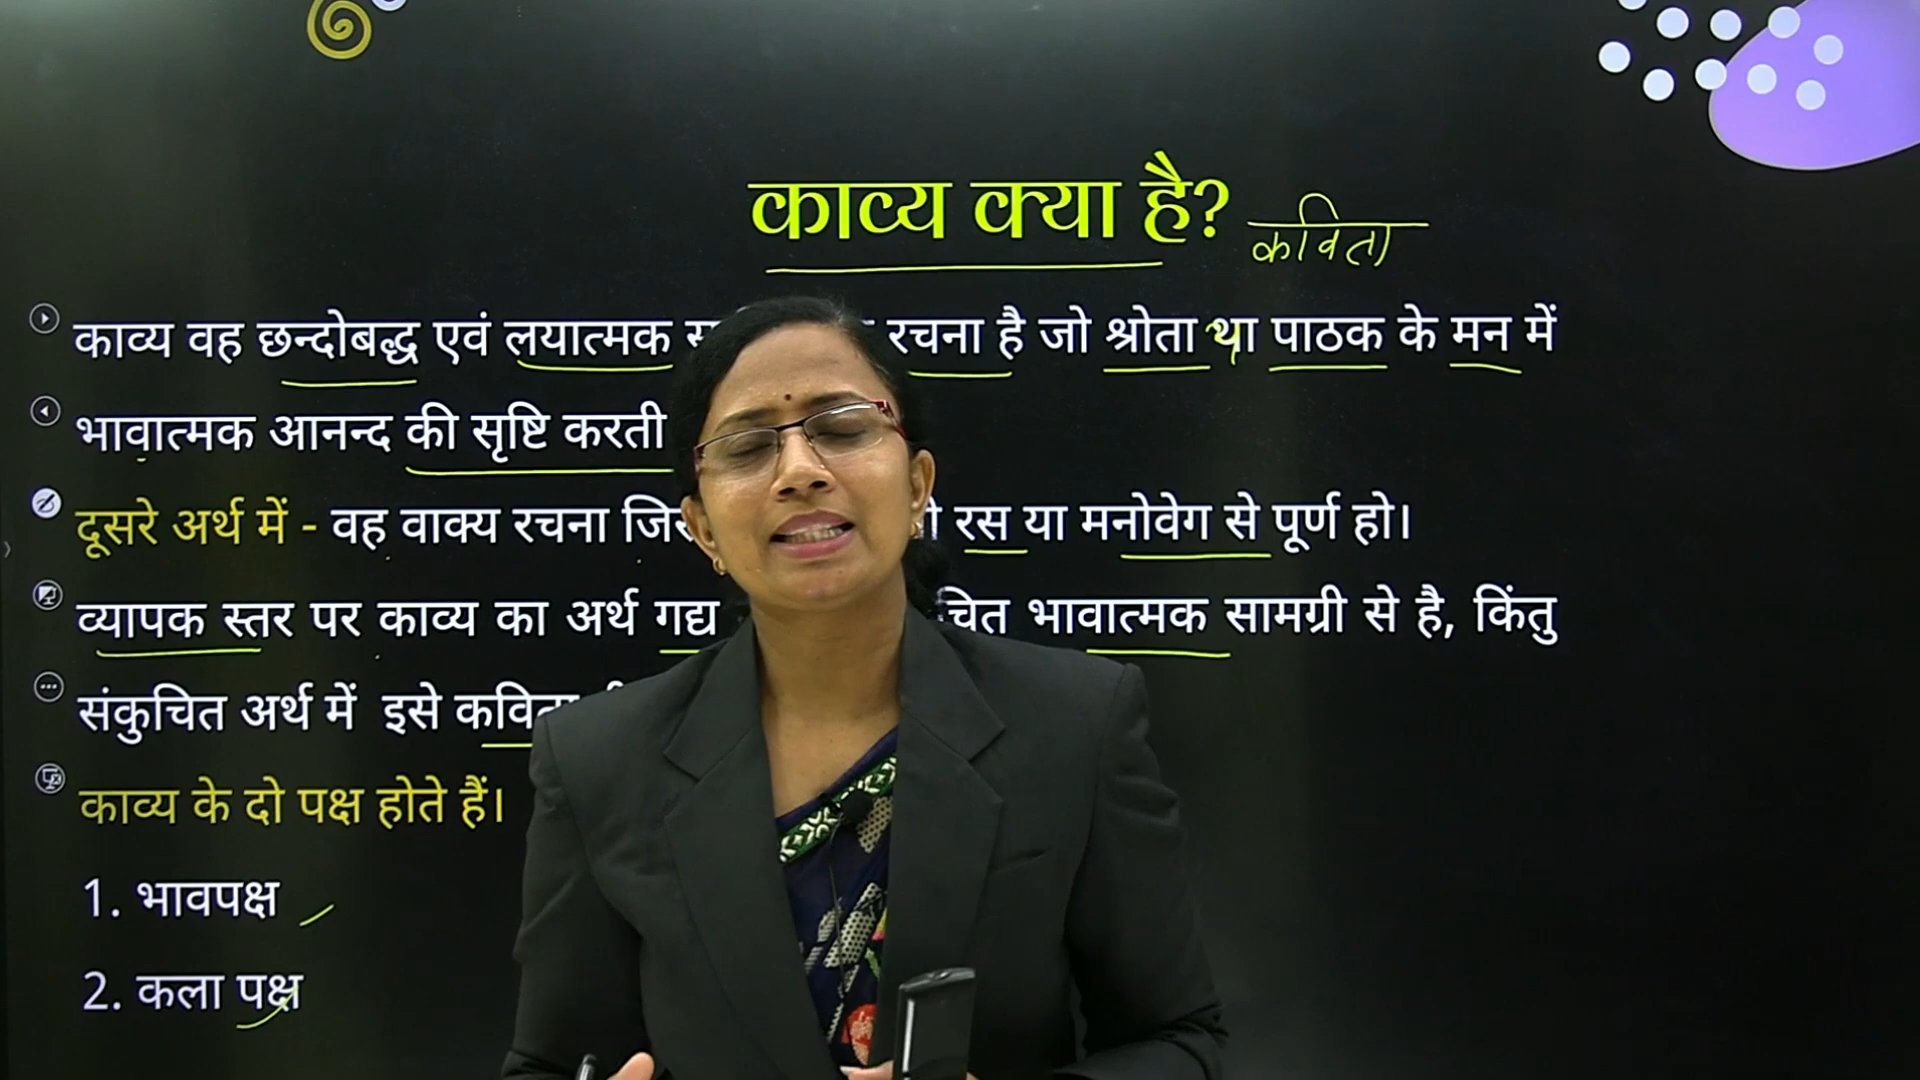 काव्य क्या है?
कविता
काव्य वह छन्दोबद्ध एवं लयात्मक रचना है जो श्रोता था पाठक के मन में
भावात्मक आनन्द की सृष्टि करती
दूसरे अर्थ में - वह वाक्य रचना रस या मनोवेग से पूर्ण हो।
व्यापक स्तर पर काव्य का अर्थ गद्य भावात्मक सामग्री से है, किंतु
संकुचित अर्थ में इसे
काव्य के दो पक्ष होते हैं।
1. भावपक्ष
2. कला पक्ष